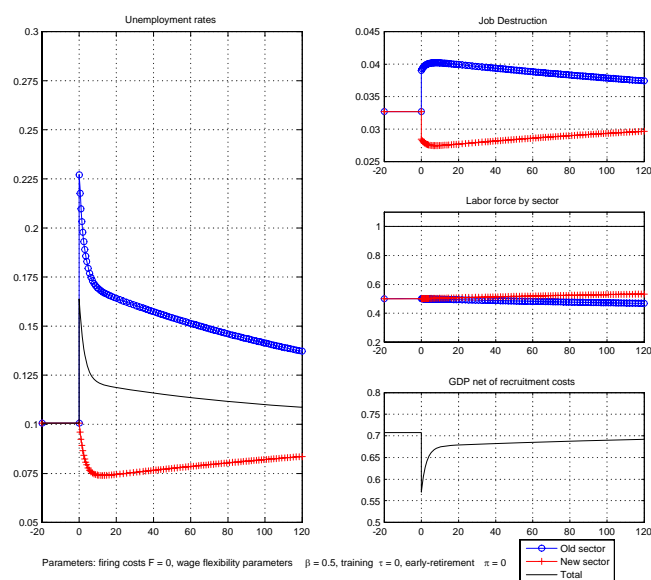 Unemployment rates
0.3
0.25
0.225
0.2
0.175
0.15
0.125
0.1
0.075
0.05
-20 0 20 40 60 80 100 120
Job Destruction
0.045
0.04
0.035
0.03
0.025
-20 0 20 40 60 80 100 120
Labor force by sector
1
0.8
0.6
0.4
0.2
-20 0 20 40 60 80 100 120
GDP net of recruitment costs
0.8
0.75
0.7
0.65
0.6
0.55
0.5
-20 0 20 40 60 80 100 120
Parameters: firing costs F = 0, wage flexibility parameters β = 0.5, training τ = 0, early-retirement π = 0
Old sector
New sector
Total